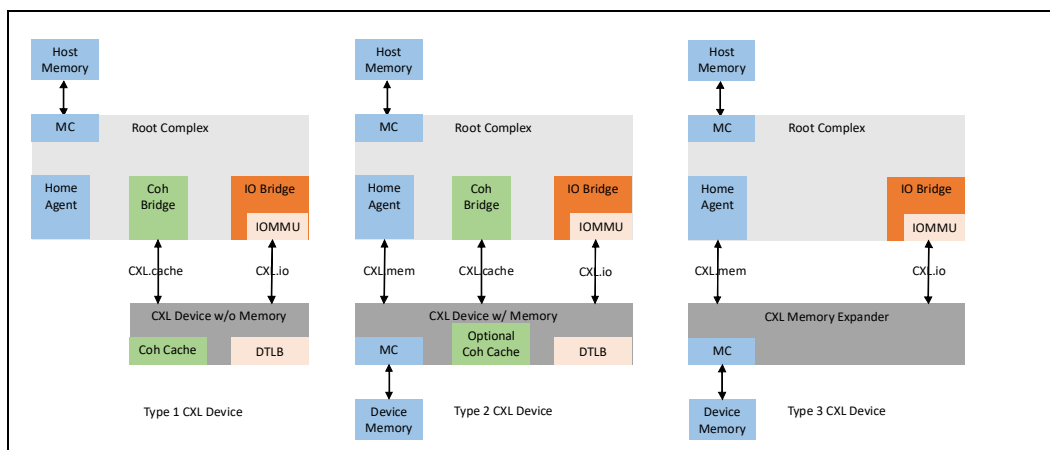 Host
Memory
MC
Root Complex
Home
Agent
Coh
Bridge
IO Bridge
IOMMU
CXL.cache
CXL.io
CXL Device w/o Memory
Coh Cache
DTLB
Type 1 CXL Device
Host
Memory
MC
Root Complex
Home
Agent
Coh
Bridge
IO Bridge
IOMMU
CXL.mem
CXL.cache
CXL.io
CXL Device w/ Memory
MC
Optional
Coh Cache
DTLB
Device
Memory
Type 2 CXL Device
Host
Memory
MC
Root Complex
Home
Agent
IO Bridge
IOMMU
CXL.mem
CXL.io
CXL Memory Expander
MC
Device
Memory
Type 3 CXL Device